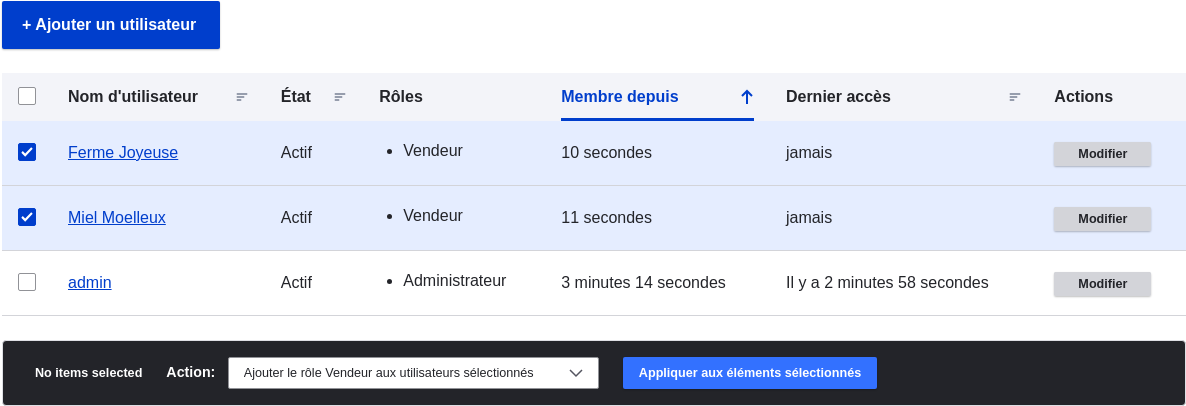 + Ajouter un utilisateur
Nom d'utilisateur État Rôles Membre depuis Dernier accès Actions
Ferme Joyeuse Actif • Vendeur 10 secondes jamais Modifier
Miel Moelleux Actif • Vendeur 11 secondes jamais Modifier
admin Actif • Administrateur 3 minutes 14 secondes Il y a 2 minutes 58 secondes Modifier
No items selected Action: Ajouter le rôle Vendeur aux utilisateurs sélectionnés Appliquer aux éléments sélectionnés